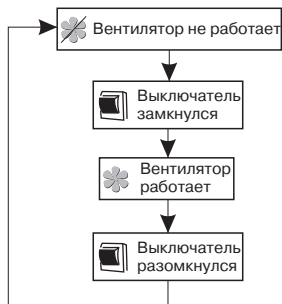 Вентилятор не работает
Выключатель
замкнулся
Вентилятор
работает
Выключатель
разомкнулся